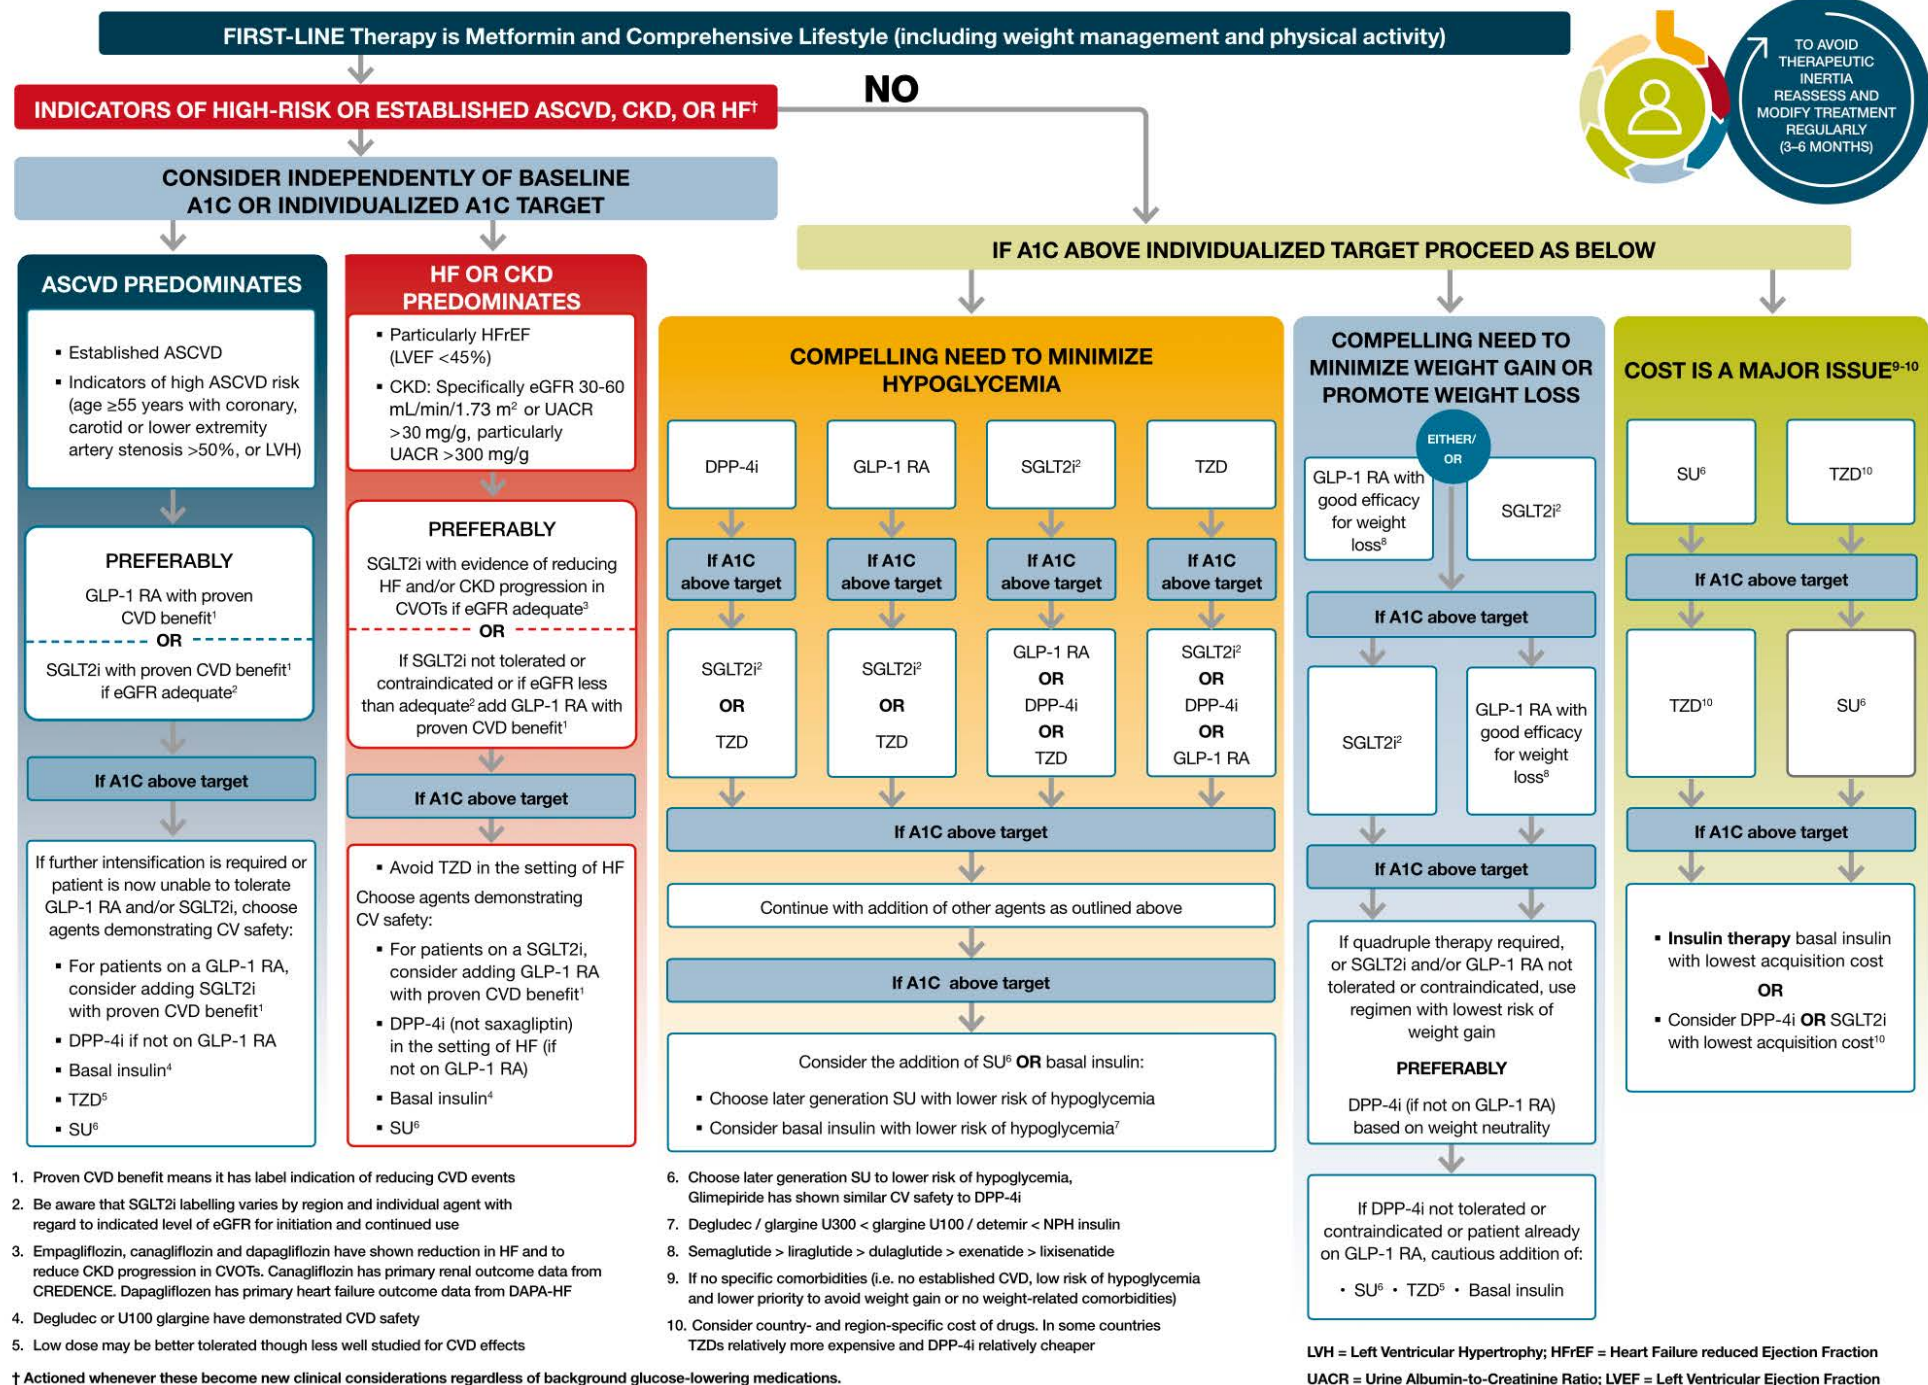 FIRST-LINE Therapy is Metformin and Comprehensive Lifestyle (including weight management and physical activity)
TO AVOID
THERAPEUTIC
INERTIA
REASSESS AND
MODIFY TREATMENT
REGULARLY
(3–6 MONTHS)
INDICATORS OF HIGH-RISK OR ESTABLISHED ASCVD, CKD, OR HF†
NO
CONSIDER INDEPENDENTLY OF BASELINE
A1C OR INDIVIDUALIZED A1C TARGET
IF A1C ABOVE INDIVIDUALIZED TARGET PROCEED AS BELOW
ASCVD PREDOMINATES
▪ Established ASCVD
▪ Indicators of high ASCVD risk
(age ≥55 years with coronary,
carotid or lower extremity
artery stenosis >50%, or LVH)
PREFERABLY
GLP-1 RA with proven
CVD benefit¹
OR
SGLT2i with proven CVD benefit¹
if eGFR adequate²
If A1C above target
If further intensification is required or
patient is now unable to tolerate
GLP-1 RA and/or SGLT2i, choose
agents demonstrating CV safety:
▪ For patients on a GLP-1 RA,
consider adding SGLT2i
with proven CVD benefit¹
▪ DPP-4i if not on GLP-1 RA
▪ Basal insulin⁴
▪ TZD⁵
▪ SU⁶
HF OR CKD
PREDOMINATES
▪ Particularly HFrEF
(LVEF <45%)
▪ CKD: Specifically eGFR 30-60
mL/min/1.73 m² or UACR
>30 mg/g, particularly
UACR >300 mg/g
PREFERABLY
SGLT2i with evidence of reducing
HF and/or CKD progression in
CVOTs if eGFR adequate³
OR
If SGLT2i not tolerated or
contraindicated or if eGFR less
than adequate² add GLP-1 RA with
proven CVD benefit¹
If A1C above target
▪ Avoid TZD in the setting of HF
Choose agents demonstrating
CV safety:
▪ For patients on a SGLT2i,
consider adding GLP-1 RA
with proven CVD benefit¹
▪ DPP-4i (not saxagliptin)
in the setting of HF (if
not on GLP-1 RA)
▪ Basal insulin⁴
▪ SU⁶
COMPELLING NEED TO MINIMIZE
HYPOGLYCEMIA
DPP-4i
If A1C
above target
SGLT2i²
OR
TZD
GLP-1 RA
If A1C
above target
SGLT2i²
OR
TZD
SGLT2i²
If A1C
above target
GLP-1 RA
OR
DPP-4i
OR
TZD
TZD
If A1C
above target
SGLT2i²
OR
DPP-4i
OR
GLP-1 RA
If A1C above target
Continue with addition of other agents as outlined above
If A1C above target
Consider the addition of SU⁶ OR basal insulin:
▪ Choose later generation SU with lower risk of hypoglycemia
▪ Consider basal insulin with lower risk of hypoglycemia⁷
COMPELLING NEED TO
MINIMIZE WEIGHT GAIN OR
PROMOTE WEIGHT LOSS
EITHER/
OR
GLP-1 RA with
good efficacy
for weight
loss⁸
SGLT2i²
If A1C above target
SGLT2i²
GLP-1 RA with
good efficacy
for weight
loss⁸
If A1C above target
If quadruple therapy required,
or SGLT2i and/or GLP-1 RA not
tolerated or contraindicated, use
regimen with lowest risk of
weight gain
PREFERABLY
DPP-4i (if not on GLP-1 RA)
based on weight neutrality
If DPP-4i not tolerated or
contraindicated or patient already
on GLP-1 RA, cautious addition of:
• SU⁶ • TZD⁵ • Basal insulin
COST IS A MAJOR ISSUE⁹⁻¹⁰
SU⁶
TZD¹⁰
If A1C above target
TZD¹⁰
SU⁶
If A1C above target
▪ Insulin therapy basal insulin
with lowest acquisition cost
OR
▪ Consider DPP-4i OR SGLT2i
with lowest acquisition cost¹⁰
1. Proven CVD benefit means it has label indication of reducing CVD events
2. Be aware that SGLT2i labelling varies by region and individual agent with
regard to indicated level of eGFR for initiation and continued use
3. Empagliflozin, canagliflozin and dapagliflozin have shown reduction in HF and to
reduce CKD progression in CVOTs. Canagliflozin has primary renal outcome data from
CREDENCE. Dapagliflozen has primary heart failure outcome data from DAPA-HF
4. Degludec or U100 glargine have demonstrated CVD safety
5. Low dose may be better tolerated though less well studied for CVD effects
6. Choose later generation SU to lower risk of hypoglycemia,
Glimepiride has shown similar CV safety to DPP-4i
7. Degludec / glargine U300 < glargine U100 / detemir < NPH insulin
8. Semaglutide > liraglutide > dulaglutide > exenatide > lixisenatide
9. If no specific comorbidities (i.e. no established CVD, low risk of hypoglycemia
and lower priority to avoid weight gain or no weight-related comorbidities)
10. Consider country- and region-specific cost of drugs. In some countries
TZDs relatively more expensive and DPP-4i relatively cheaper
† Actioned whenever these become new clinical considerations regardless of background glucose-lowering medications.
LVH = Left Ventricular Hypertrophy; HFrEF = Heart Failure reduced Ejection Fraction
UACR = Urine Albumin-to-Creatinine Ratio; LVEF = Left Ventricular Ejection Fraction